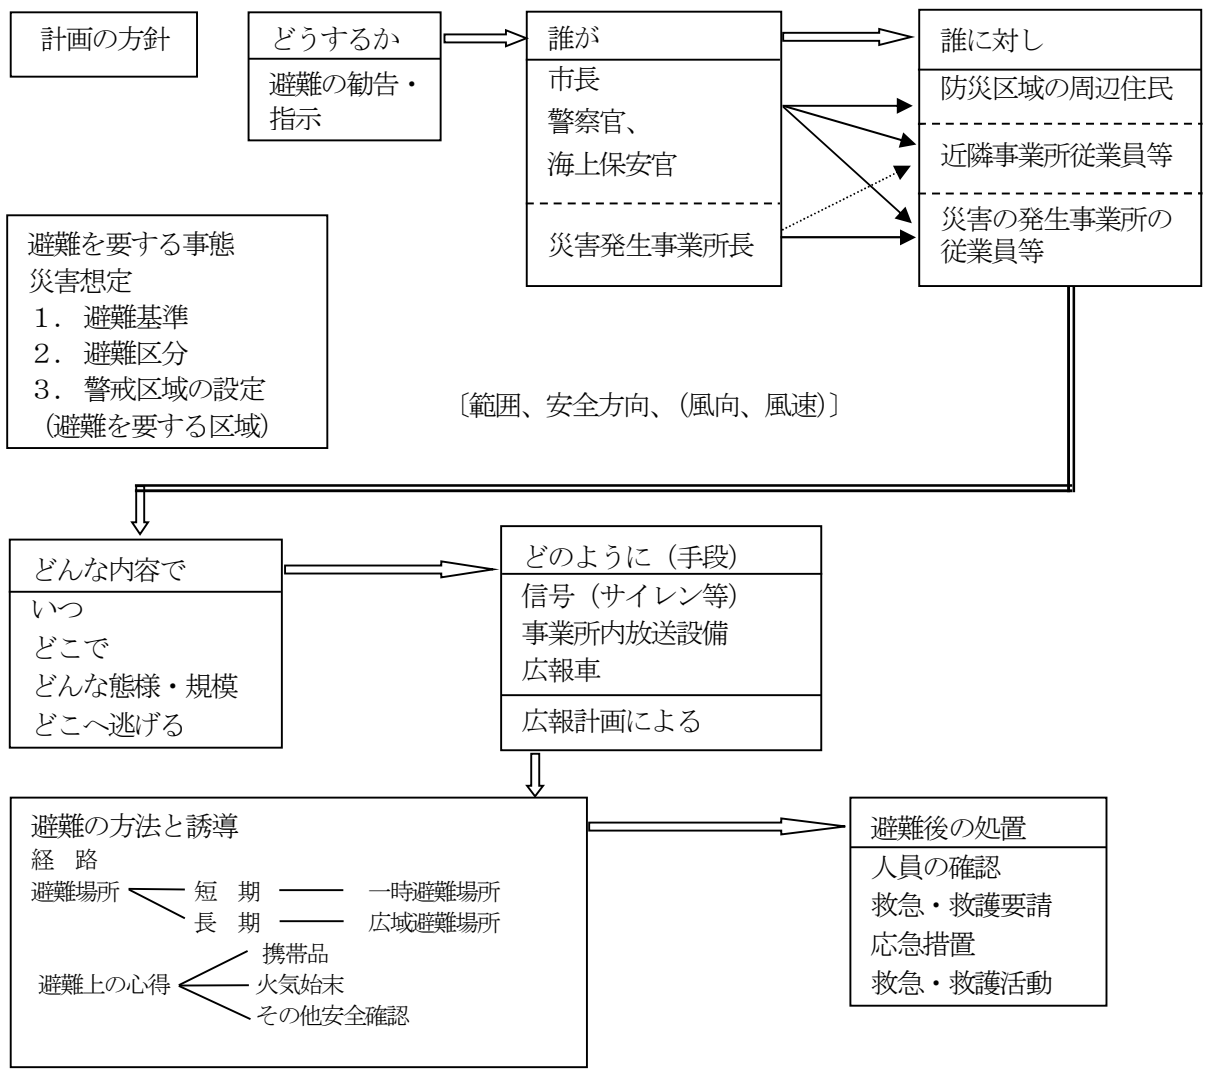 計画の方針
どうするか
避難の勧告・
指示
誰が
市長
警察官、
海上保安官
災害発生事業所長
誰に対し
防災区域の周辺住民
近隣事業所従業員等
災害の発生事業所の
従業員等
避難を要する事態
災害想定
１． 避難基準
２． 避難区分
３． 警戒区域の設定
（避難を要する区域）
〔範囲、安全方向、（風向、風速）〕
どんな内容で
いつ
どこで
どんな態様・規模
どこへ逃げる
どのように（手段）
信号（サイレン等）
事業所内放送設備
広報車
広報計画による
避難の方法と誘導
経　路
避難場所 短　期 一時避難場所
長　期 広域避難場所
携帯品
避難上の心得 火気始末
その他安全確認
避難後の処置
人員の確認
救急・救護要請
応急措置
救急・救護活動